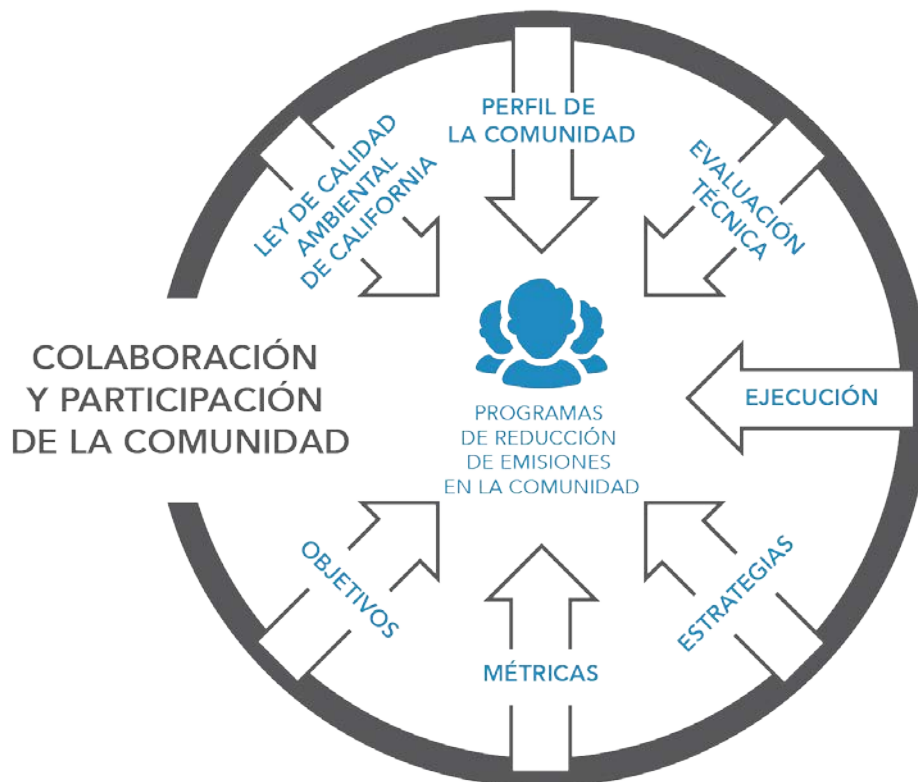 PERFIL DE
LA COMUNIDAD
EVALUACIÓN
TÉCNICA
EJECUCIÓN
ESTRATEGIAS
MÉTRICAS
OBJETIVOS
COLABORACIÓN
Y PARTICIPACIÓN
DE LA COMUNIDAD
LEY DE CALIDAD
AMBIENTAL
DE CALIFORNIA
PROGRAMAS
DE REDUCCIÓN
DE EMISIONES
EN LA COMUNIDAD